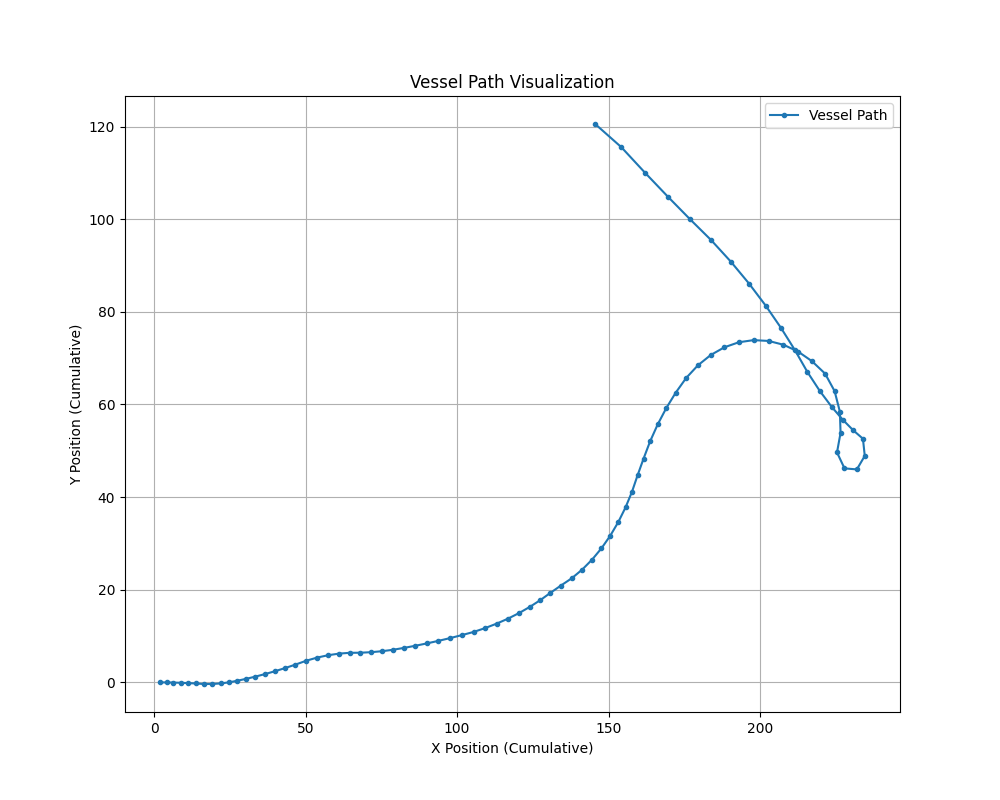 Vessel Path Visualization
Vessel Path
Y Position (Cumulative)
120
100
80
60
40
20
0
0 50 100 150 200
X Position (Cumulative)